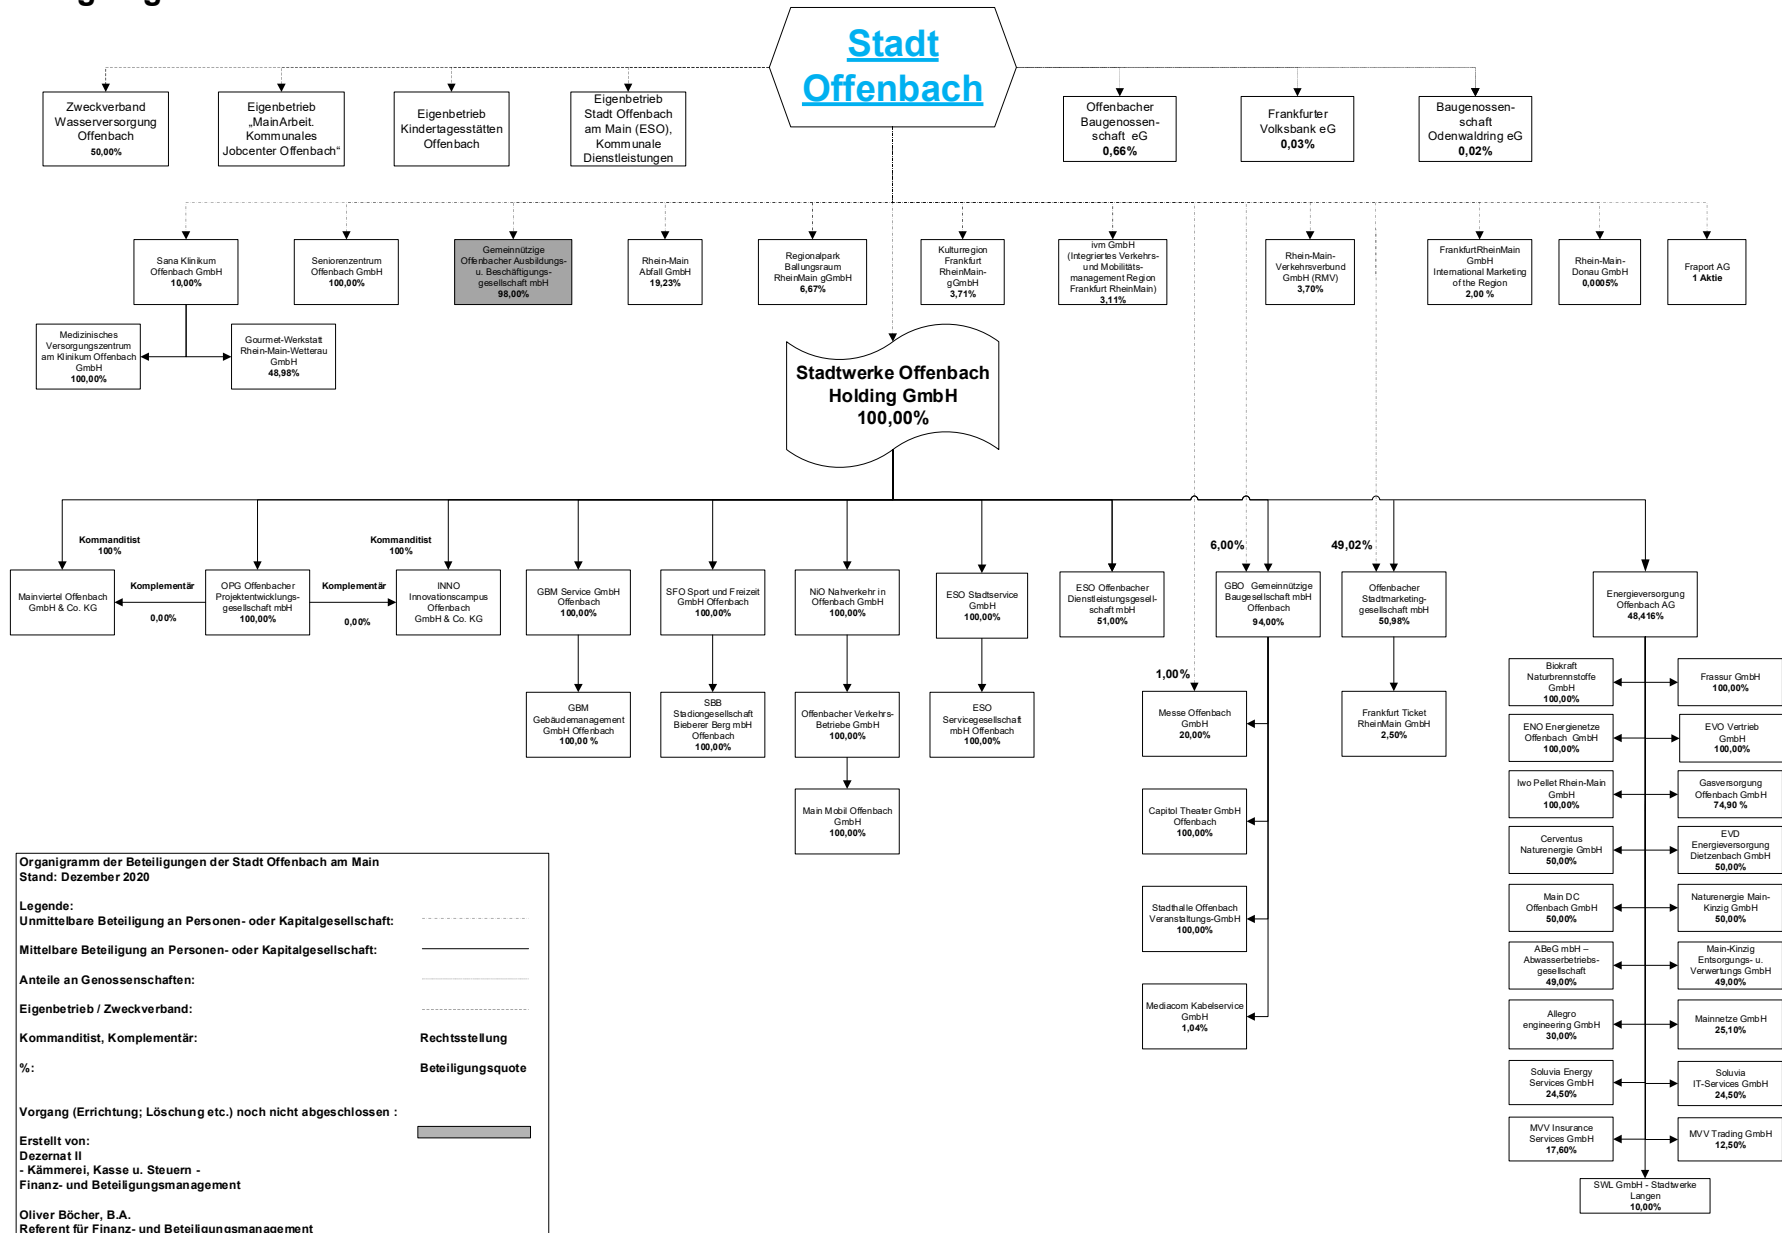 Stadt
Offenbach
Zweckverband
Wasserversorgung
Offenbach
50,00%
Eigenbetrieb
„MainArbeit.
Kommunales
Jobcenter Offenbach“
Eigenbetrieb
Kindertagesstätten
Offenbach
Eigenbetrieb
Stadt Offenbach
am Main (ESO),
Kommunale
Dienstleistungen
Offenbacher
Baugenossen-
schaft eG
0,66%
Frankfurter
Volksbank eG
0,03%
Baugenossen-
schaft
Odenwaldring eG
0,02%
Sana Klinikum
Offenbach GmbH
10,00%
Seniorenzentrum
Offenbach GmbH
100,00%
Gemeinnützige
Offenbacher Ausbildungs-
u. Beschäftigungs-
gesellschaft mbH
98,00%
Rhein-Main
Abfall GmbH
19,23%
Regionalpark
Ballungsraum
RheinMain gGmbH
6,67%
Kulturregion
Frankfurt
RheinMain-
gGmbH
3,71%
ivm GmbH
(Integriertes Verkehrs-
und Mobilitäts-
management Region
Frankfurt RheinMain)
3,11%
Rhein-Main-
Verkehrsverbund
GmbH (RMV)
3,70%
FrankfurtRheinMain
GmbH
International Marketing
of the Region
2,00 %
Rhein-Main-
Donau GmbH
0,0005%
Fraport AG
1 Aktie
Medizinisches
Versorgungszentrum
am Klinikum Offenbach
GmbH
100,00%
Gourmet-Werkstatt
Rhein-Main-Wetterau
GmbH
48,98%
Stadtwerke Offenbach
Holding GmbH
100,00%
Kommanditist
100%
Kommanditist
100%
6,00%
49,02%
Mainviertel Offenbach
GmbH & Co. KG
Komplementär
0,00%
OPG Offenbacher
Projektentwicklungs-
gesellschaft mbH
100,00%
Komplementär
0,00%
INNO
Innovationscampus
Offenbach
GmbH & Co. KG
GBM Service GmbH
Offenbach
100,00%
SFO Sport und Freizeit
GmbH Offenbach
100,00%
NiO Nahverkehr in
Offenbach GmbH
100,00%
ESO Stadtservice
GmbH
100,00%
ESO Offenbacher
Dienstleistungsgesell-
schaft mbH
51,00%
GBO Gemeinnützige
Baugesellschaft mbH
Offenbach
94,00%
Offenbacher
Stadtmarketing-
gesellschaft mbH
50,98%
Energieversorgung
Offenbach AG
48,416%
GBM
Gebäudemanagement
GmbH Offenbach
100,00 %
SBB
Stadiongesellschaft
Bieberer Berg mbH
Offenbach
100,00%
Offenbacher Verkehrs-
Betriebe GmbH
100,00%
ESO
Servicegesellschaft
mbH Offenbach
100,00%
1,00%
Messe Offenbach
GmbH
20,00%
Frankfurt Ticket
RheinMain GmbH
2,50%
Main Mobil Offenbach
GmbH
100,00%
Capitol Theater GmbH
Offenbach
100,00%
Stadthalle Offenbach
Veranstaltungs-GmbH
100,00%
Mediacom Kabelservice
GmbH
1,04%
Biokraft
Naturbrennstoffe
GmbH
100,00%
Frassur GmbH
100,00%
ENO Energienetze
Offenbach GmbH
100,00%
EVO Vertrieb
GmbH
100,00%
Iwo Pellet Rhein-Main
GmbH
100,00%
Gasversorgung
Offenbach GmbH
74,90 %
Cerventus
Naturenergie GmbH
50,00%
EVD
Energieversorgung
Dietzenbach GmbH
50,00%
Main DC
Offenbach GmbH
50,00%
Naturenergie Main-
Kinzig GmbH
50,00%
ABeG mbH –
Abwasserbetriebs-
gesellschaft
49,00%
Main-Kinzig
Entsorgungs- u.
Verwertungs GmbH
49,00%
Allegro
engineering GmbH
30,00%
Mainnetze GmbH
25,10%
Soluvia Energy
Services GmbH
24,50%
Soluvia
IT-Services GmbH
24,50%
MVV Insurance
Services GmbH
17,60%
MVV Trading GmbH
12,50%
SWL GmbH - Stadtwerke
Langen
10,00%
Organigramm der Beteiligungen der Stadt Offenbach am Main
Stand: Dezember 2020
Legende:
Unmittelbare Beteiligung an Personen- oder Kapitalgesellschaft:
Mittelbare Beteiligung an Personen- oder Kapitalgesellschaft:
Anteile an Genossenschaften:
Eigenbetrieb / Zweckverband:
Kommanditist, Komplementär: Rechtsstellung
%: Beteiligungsquote
Vorgang (Errichtung; Löschung etc.) noch nicht abgeschlossen :
Erstellt von:
Dezernat II
- Kämmerei, Kasse u. Steuern -
Finanz- und Beteiligungsmanagement
Oliver Böcher, B.A.
Referent für Finanz- und Beteiligungsmanagement